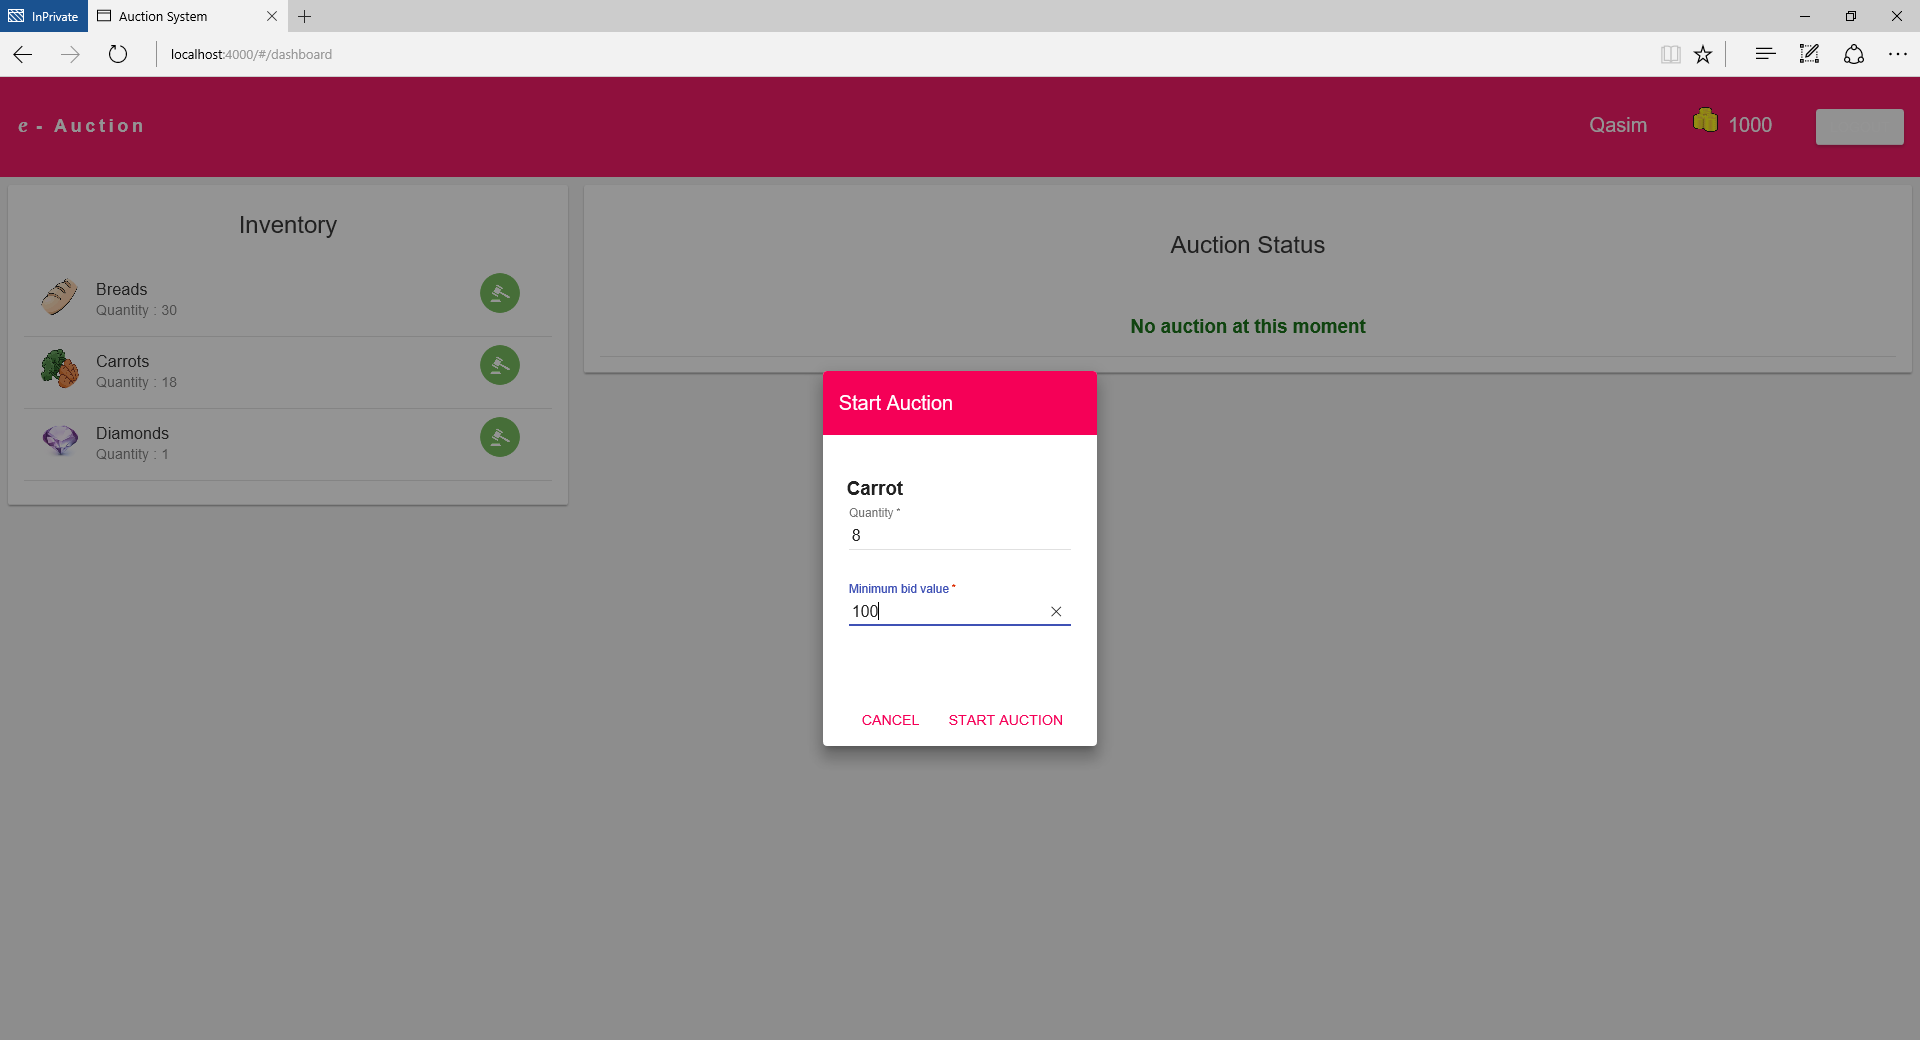 InPrivate
Auction System
localhost:4000/#/dashboard
e - Auction
Qasim
1000
Inventory
Breads
Quantity : 30
Carrots
Quantity : 18
Diamonds
Quantity : 1
Auction Status
No auction at this moment
Start Auction
Carrot
Quantity *
8
Minimum bid value *
100
CANCEL START AUCTION